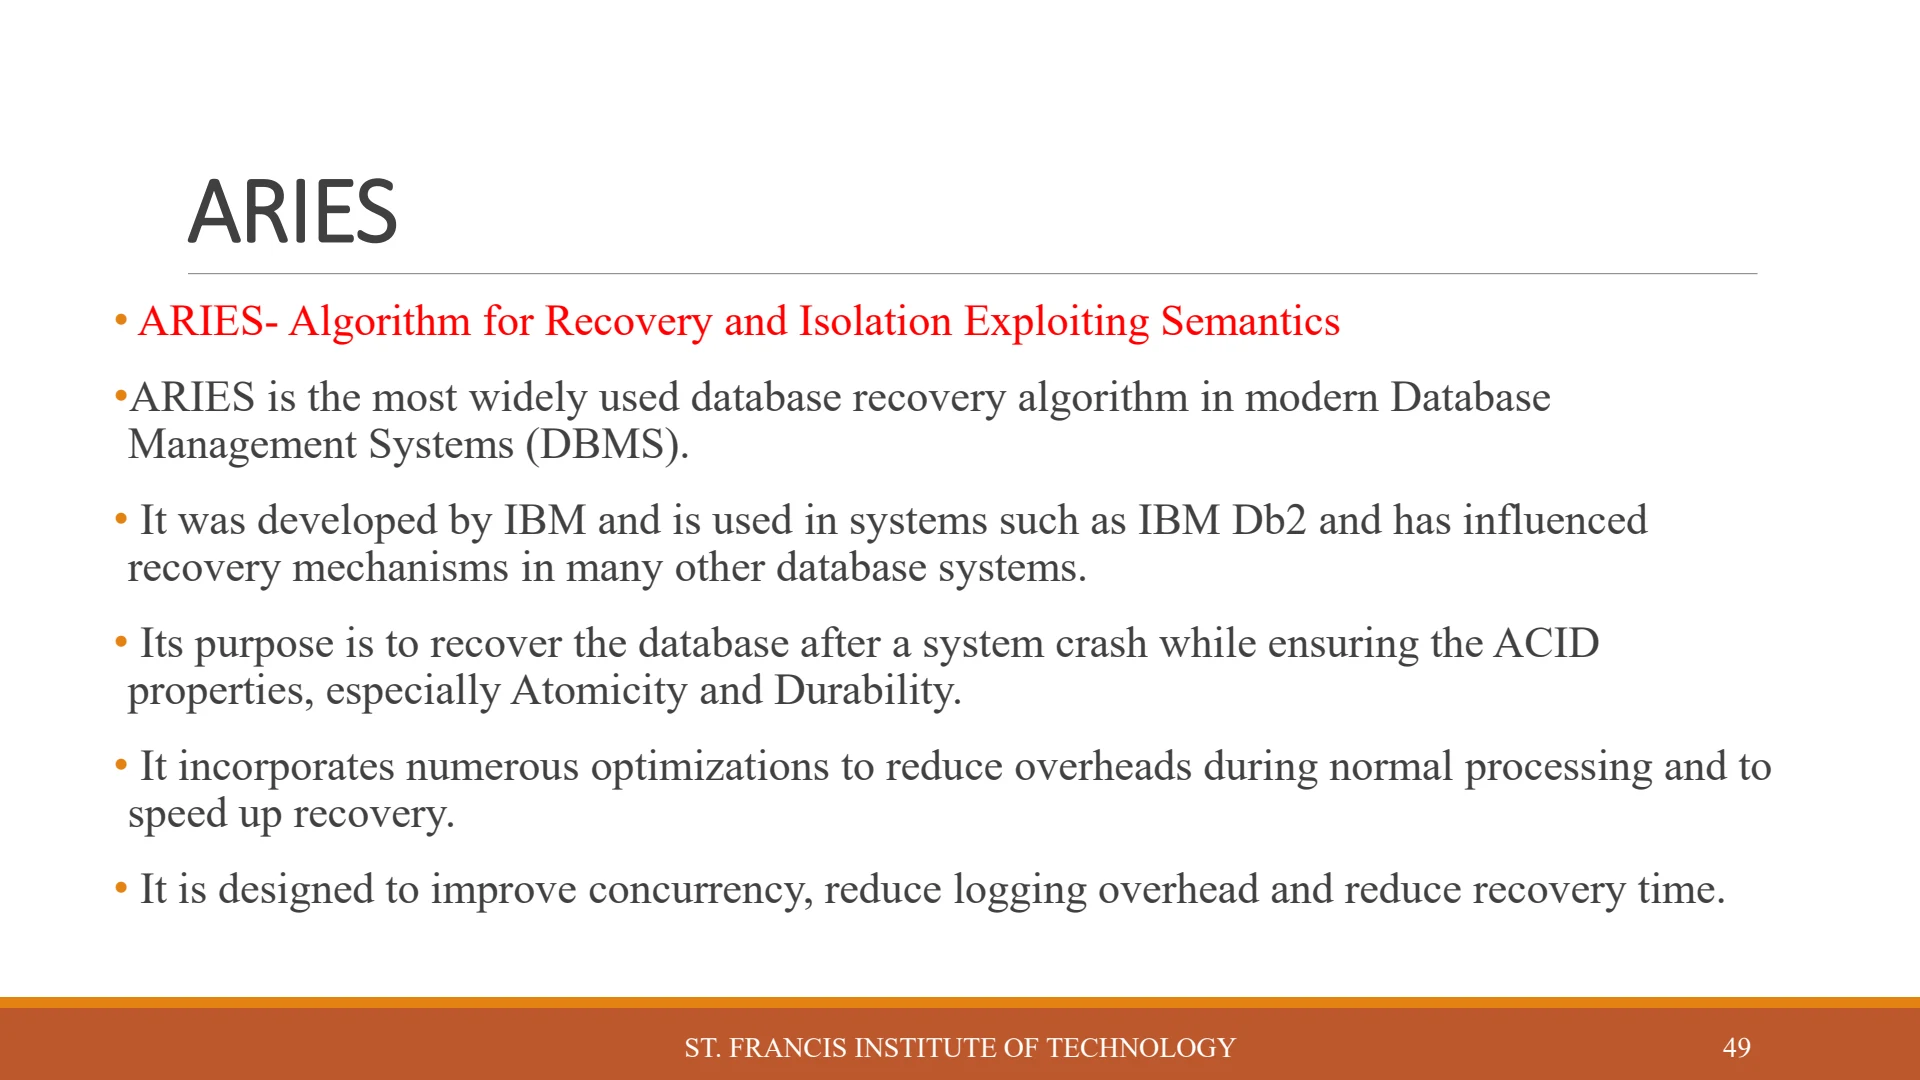 ARIES
• ARIES- Algorithm for Recovery and Isolation Exploiting Semantics
•ARIES is the most widely used database recovery algorithm in modern Database
Management Systems (DBMS).
• It was developed by IBM and is used in systems such as IBM Db2 and has influenced
recovery mechanisms in many other database systems.
• Its purpose is to recover the database after a system crash while ensuring the ACID
properties, especially Atomicity and Durability.
• It incorporates numerous optimizations to reduce overheads during normal processing and to
speed up recovery.
• It is designed to improve concurrency, reduce logging overhead and reduce recovery time.
ST. FRANCIS INSTITUTE OF TECHNOLOGY
49